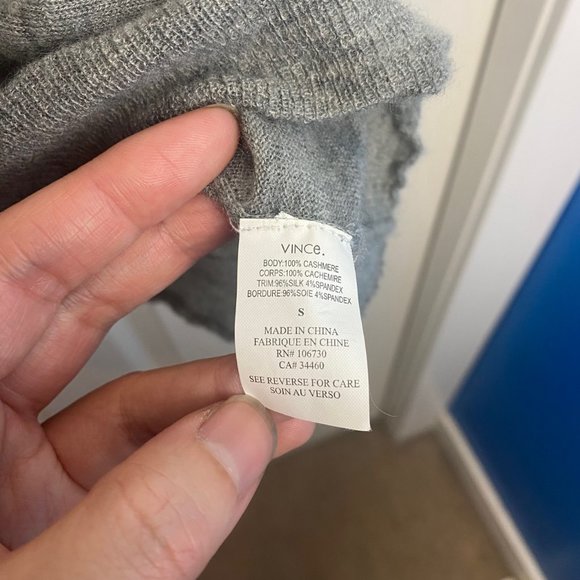 VINCe.
BODY:100% CASHMERE
CORPS:100% CACHEMIRE
TRIM:96%SILK 4%SPANDEX
BORDURE:96%SOIE 4%SPANDEX
S
MADE IN CHINA
FABRIQUE EN CHINE
RN# 106730
CA# 34460
SEE REVERSE FOR CARE
SOIN AU VERSO